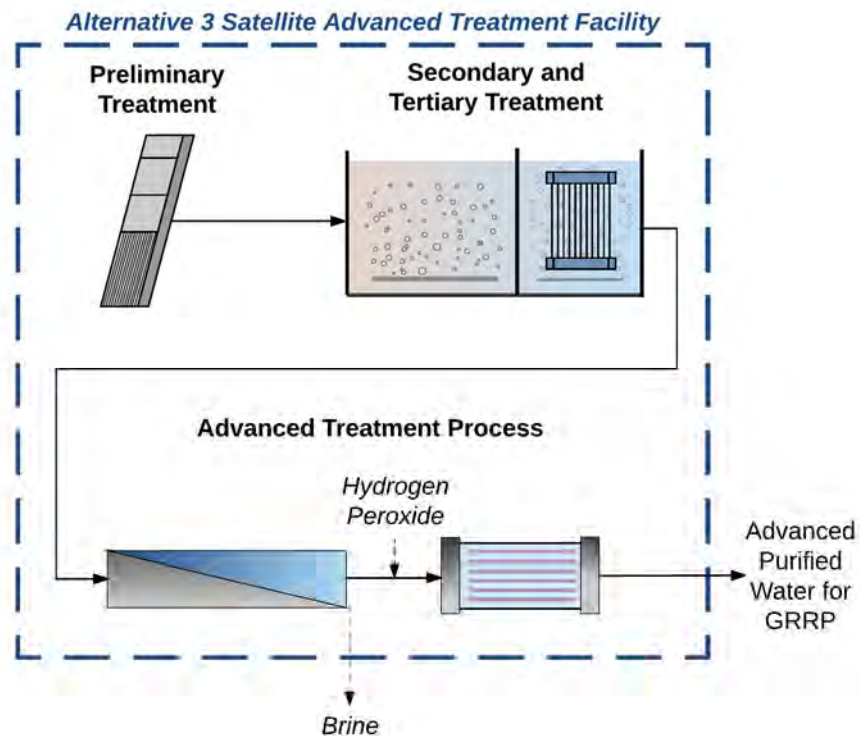 Alternative 3 Satellite Advanced Treatment Facility
Preliminary
Treatment
Secondary and
Tertiary Treatment
Advanced Treatment Process
Hydrogen
Peroxide
Advanced
Purified
Water for
GRRP
Brine